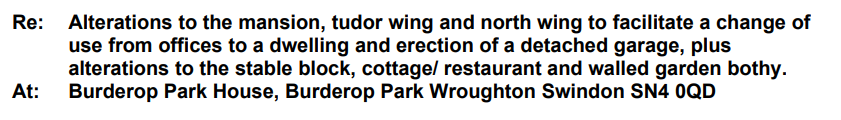 Re: Alterations to the mansion, tudor wing and north wing to facilitate a change of
use from offices to a dwelling and erection of a detached garage, plus
alterations to the stable block, cottage/ restaurant and walled garden bothy.
At: Burderop Park House, Burderop Park Wroughton Swindon SN4 0QD